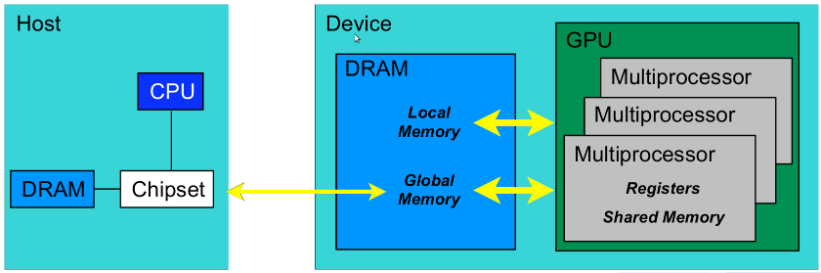 Host
CPU
DRAM
Chipset
Device
DRAM
Local
Memory
Global
Memory
GPU
Multiprocessor
Multiprocessor
Multiprocessor
Registers
Shared Memory